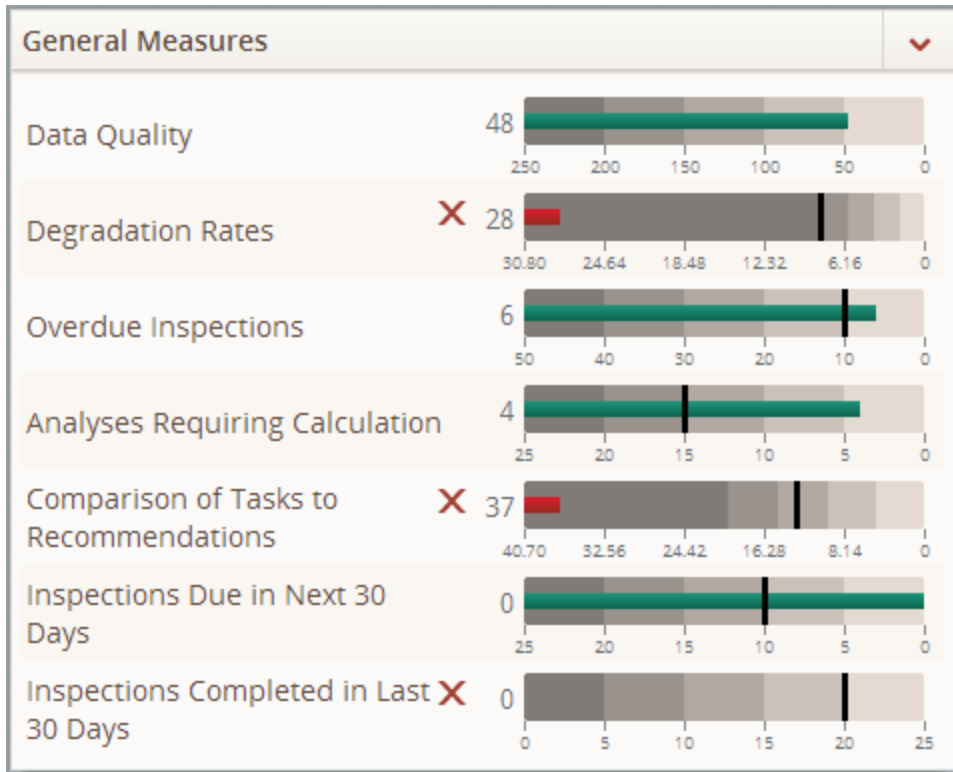 General Measures
Data Quality
48
250 200 150 100 50 0
Degradation Rates
28
30.80 24.64 18.48 12.32 6.16 0
Overdue Inspections
6
50 40 30 20 10 0
Analyses Requiring Calculation
4
25 20 15 10 5 0
Comparison of Tasks to
Recommendations
37
40.70 32.56 24.42 16.28 8.14 0
Inspections Due in Next 30
Days
0
25 20 15 10 5 0
Inspections Completed in Last
30 Days
0
0 5 10 15 20 25